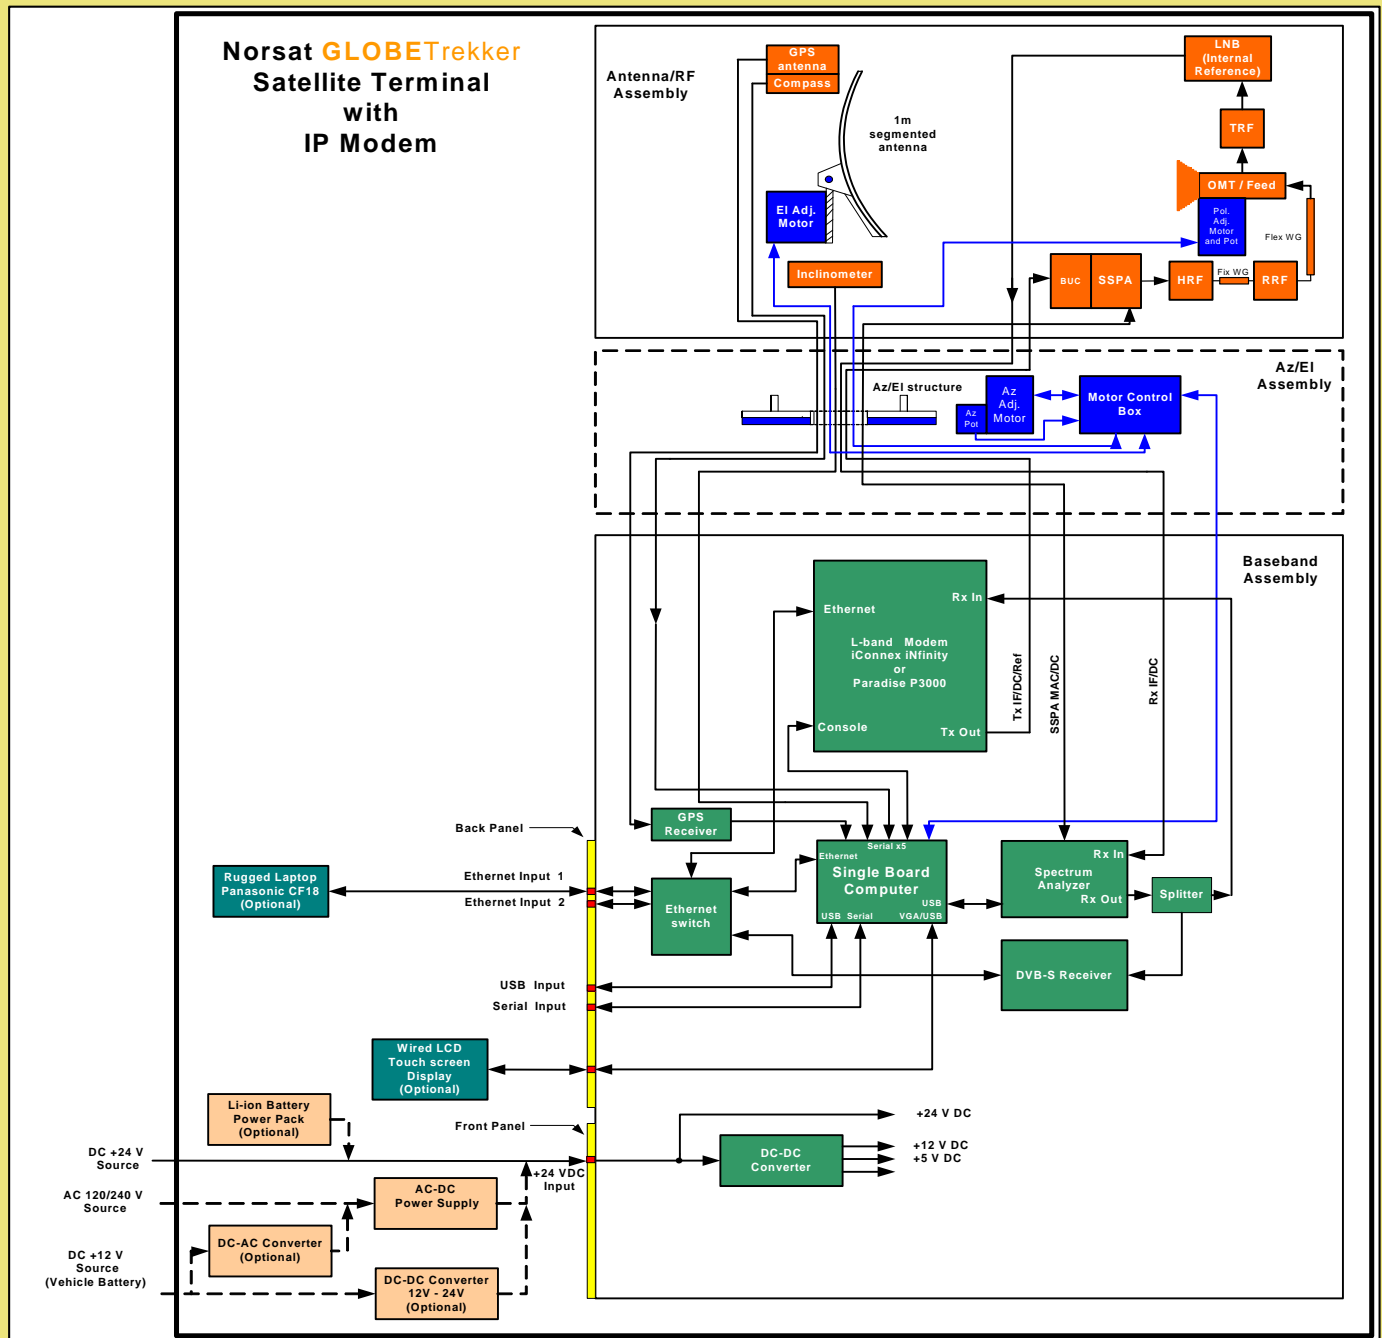 Norsat GLOBETrekker
Satellite Terminal
with
IP Modem
Antenna/RF
Assembly
GPS
antenna
Compass
1m
segmented
antenna
El Adj.
Motor
Inclinometer
LNB
(Internal
Reference)
TRF
OMT / Feed
Pol.
Adj.
Motor
and Pot
Flex WG
BUC
SSPA
HRF
Fix WG
RRF
Az/El
Assembly
Az/El structure
Az
Adj.
Motor
Az
Pot
Motor Control
Box
Baseband
Assembly
Rx In
Ethernet
L-band Modem
iConnex iNfinity
or
Paradise P3000
Console
Tx Out
Tx IF/DC/Ref
SSPA MAC/DC
Rx IF/DC
GPS
Receiver
Back Panel
Rugged Laptop
Panasonic CF18
(Optional)
Ethernet Input 1
Ethernet Input 2
Ethernet
switch
Serial x5
Ethernet
Single Board
Computer
USB
USB Serial
VGA/USB
Rx In
Spectrum
Analyzer
Rx Out
Splitter
DVB-S Receiver
USB Input
Serial Input
Wired LCD
Touch screen
Display
(Optional)
Li-ion Battery
Power Pack
(Optional)
Front Panel
+24 V DC
DC +24 V
Source
+24 VDC
Input
DC-DC
Converter
+12 V DC
+5 V DC
AC 120/240 V
Source
AC-DC
Power Supply
DC-AC Converter
(Optional)
DC +12 V
Source
(Vehicle Battery)
DC-DC Converter
12V - 24V
(Optional)